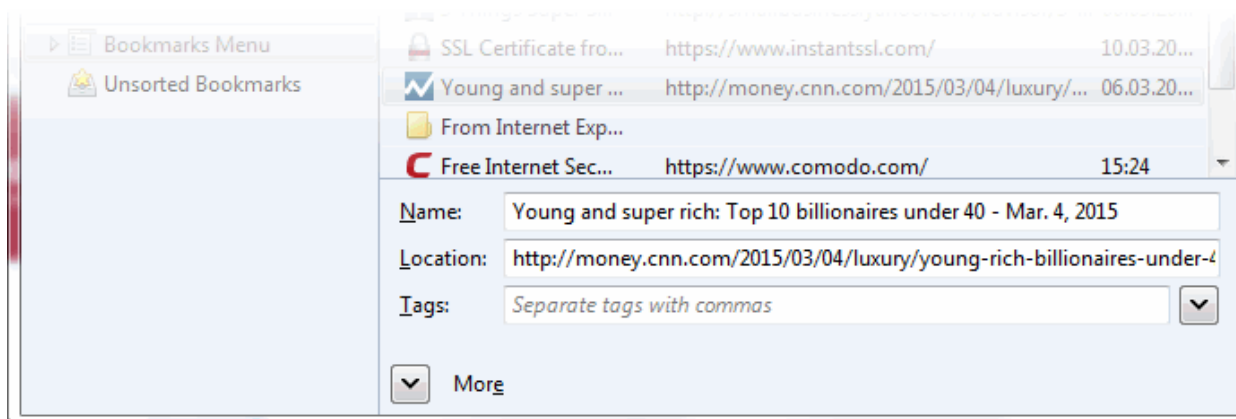 Bookmarks Menu
SSL Certificate fro... https://www.instantssl.com/ 10.03.20...
Unsorted Bookmarks
Young and super ... http://money.cnn.com/2015/03/04/luxury/... 06.03.20...
From Internet Exp...
Free Internet Sec... https://www.comodo.com/ 15:24
Name: Young and super rich: Top 10 billionaires under 40 - Mar. 4, 2015
Location: http://money.cnn.com/2015/03/04/luxury/young-rich-billionaires-under-4
Tags: Separate tags with commas
More